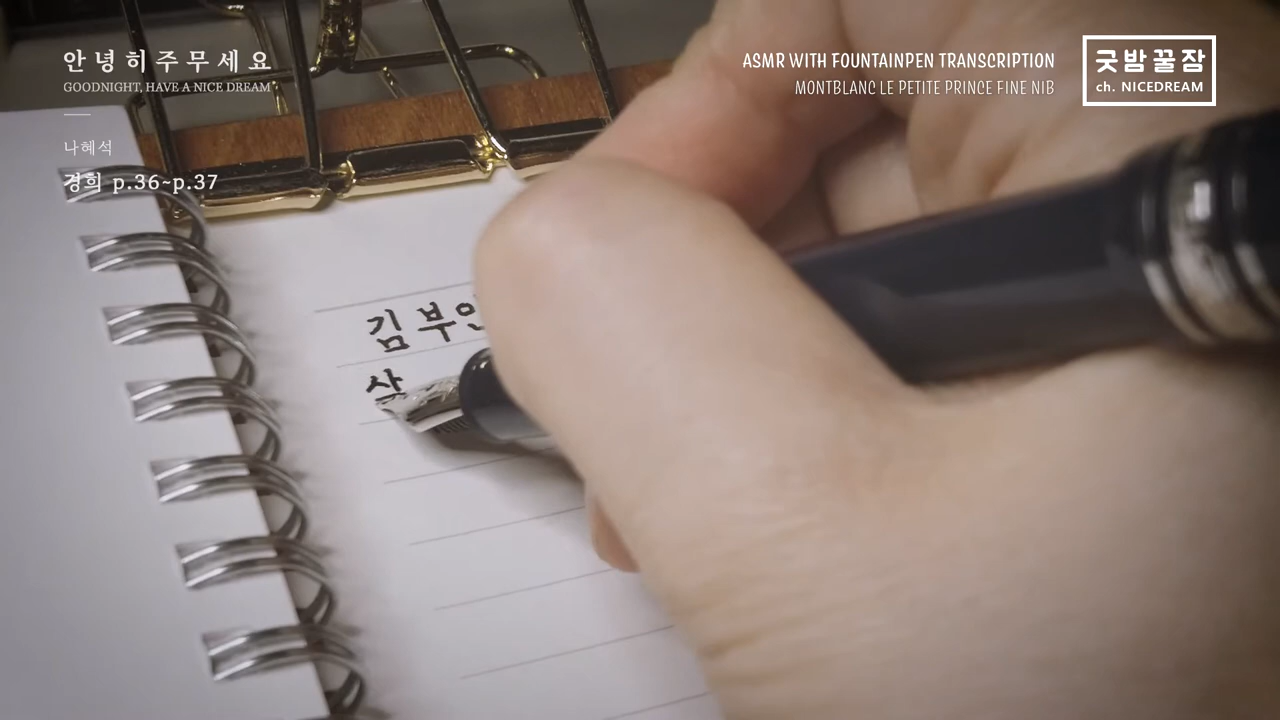 안녕히주무세요
GOODNIGHT, HAVE A NICE DREAM
나혜석
경희 p.36~p.37
ASMR WITH FOUNTAINPEN TRANSCRIPTION
MONTBLANC LE PETITE PRINCE FINE NIB
굿밤꿀잠
ch. NICEDREAM
김부인